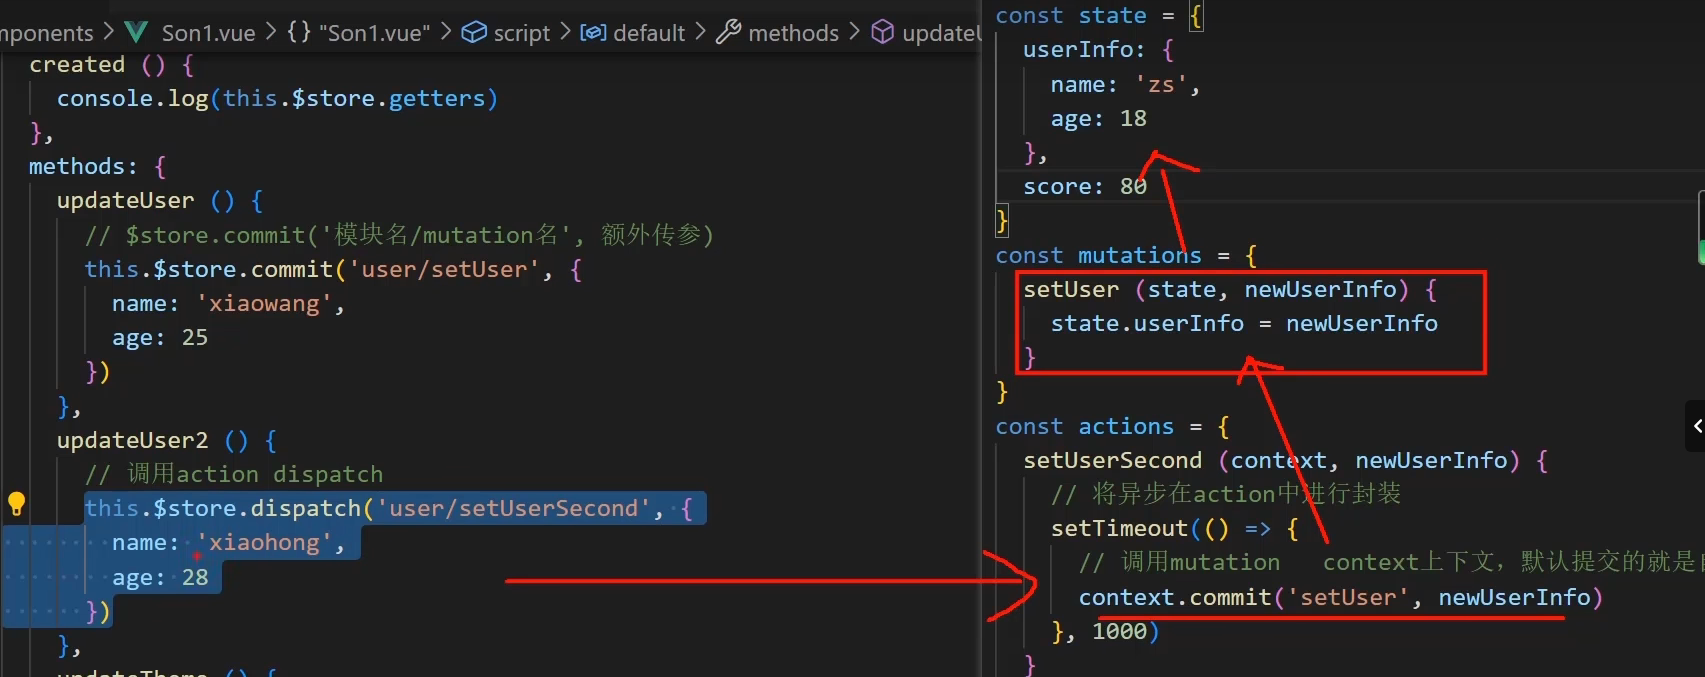 mponents > Son1.vue > {} "Son1.vue" > script > default > methods > updateU
created () {
console.log(this.$store.getters)
},
methods: {
updateUser () {
// $store.commit('模块名/mutation名', 额外传参)
this.$store.commit('user/setUser', {
name: 'xiaowang',
age: 25
})
},
updateUser2 () {
// 调用action dispatch
this.$store.dispatch('user/setUserSecond', {
name: 'xiaohong',
age: 28
})
},
updateTheme () {
const state = {
userInfo: {
name: 'zs',
age: 18
},
score: 80
}
const mutations = {
setUser (state, newUserInfo) {
state.userInfo = newUserInfo
}
}
const actions = {
setUserSecond (context, newUserInfo) {
// 将异步在action中进行封装
setTimeout(() => {
// 调用mutation context上下文，默认提交的就是自
context.commit('setUser', newUserInfo)
}, 1000)
}